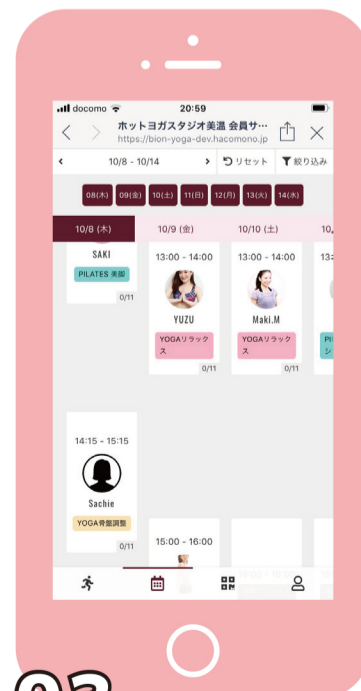 docomo 20:59
ホットヨガスタジオ美温 会員サ…
https://bion-yoga-dev.hacomono.jp
10/8 - 10/14 リセット 絞り込み
08(木) 09(金) 10(土) 11(日) 12(月) 13(火) 14(水)
10/8 (木) 10/9 (金) 10/10 (土) 10,
SAKI
PILATES 美脚
0/11
13:00 - 14:00
YUZU
YOGAリラックス
0/11
13:00 - 14:00
Maki.M
YOGAリラックス
0/11
14:15 - 15:15
Sachie
YOGA骨盤調整
0/11
15:00 - 16:00